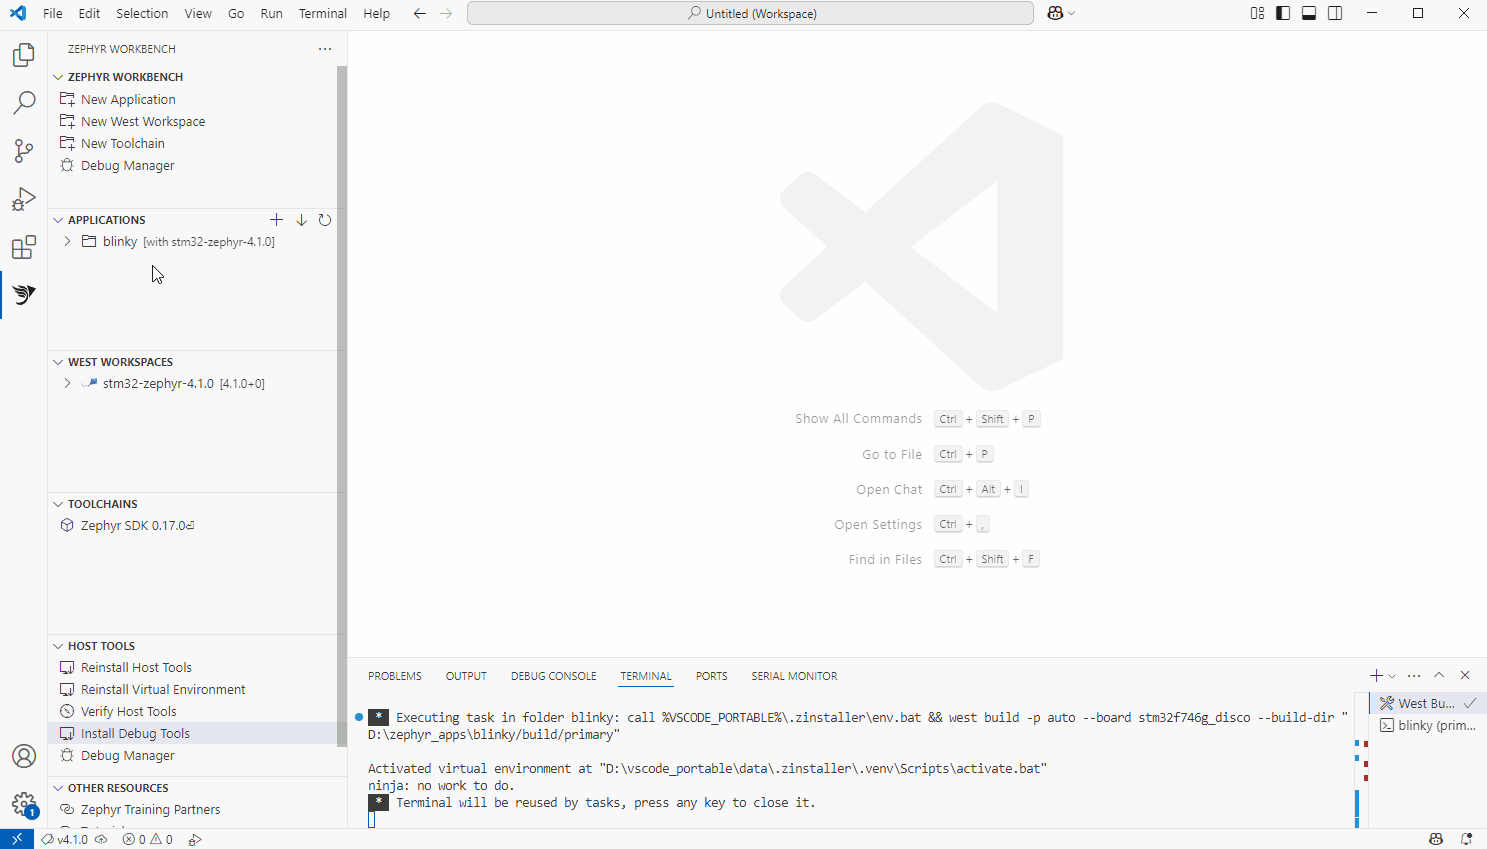 File Edit Selection View Go Run Terminal Help
Untitled (Workspace)
ZEPHYR WORKBENCH
ZEPHYR WORKBENCH
New Application
New West Workspace
New Toolchain
Debug Manager
APPLICATIONS
blinky [with stm32-zephyr-4.1.0]
WEST WORKSPACES
stm32-zephyr-4.1.0 [4.1.0+0]
TOOLCHAINS
Zephyr SDK 0.17.0⏎
HOST TOOLS
Reinstall Host Tools
Reinstall Virtual Environment
Verify Host Tools
Install Debug Tools
Debug Manager
OTHER RESOURCES
Zephyr Training Partners
Show All Commands Ctrl + Shift + P
Go to File Ctrl + P
Open Chat Ctrl + Alt + I
Open Settings Ctrl + ,
Find in Files Ctrl + Shift + F
PROBLEMS OUTPUT DEBUG CONSOLE TERMINAL PORTS SERIAL MONITOR
* Executing task in folder blinky: call %VSCODE_PORTABLE%\.zinstaller\env.bat && west build -p auto --board stm32f746g_disco --build-dir "
D:\zephyr_apps\blinky/build/primary"
Activated virtual environment at "D:\vscode_portable\data\.zinstaller\.venv\Scripts\activate.bat"
ninja: no work to do.
* Terminal will be reused by tasks, press any key to close it.
West Bu...
blinky (prim...
1
v4.1.0 0 0